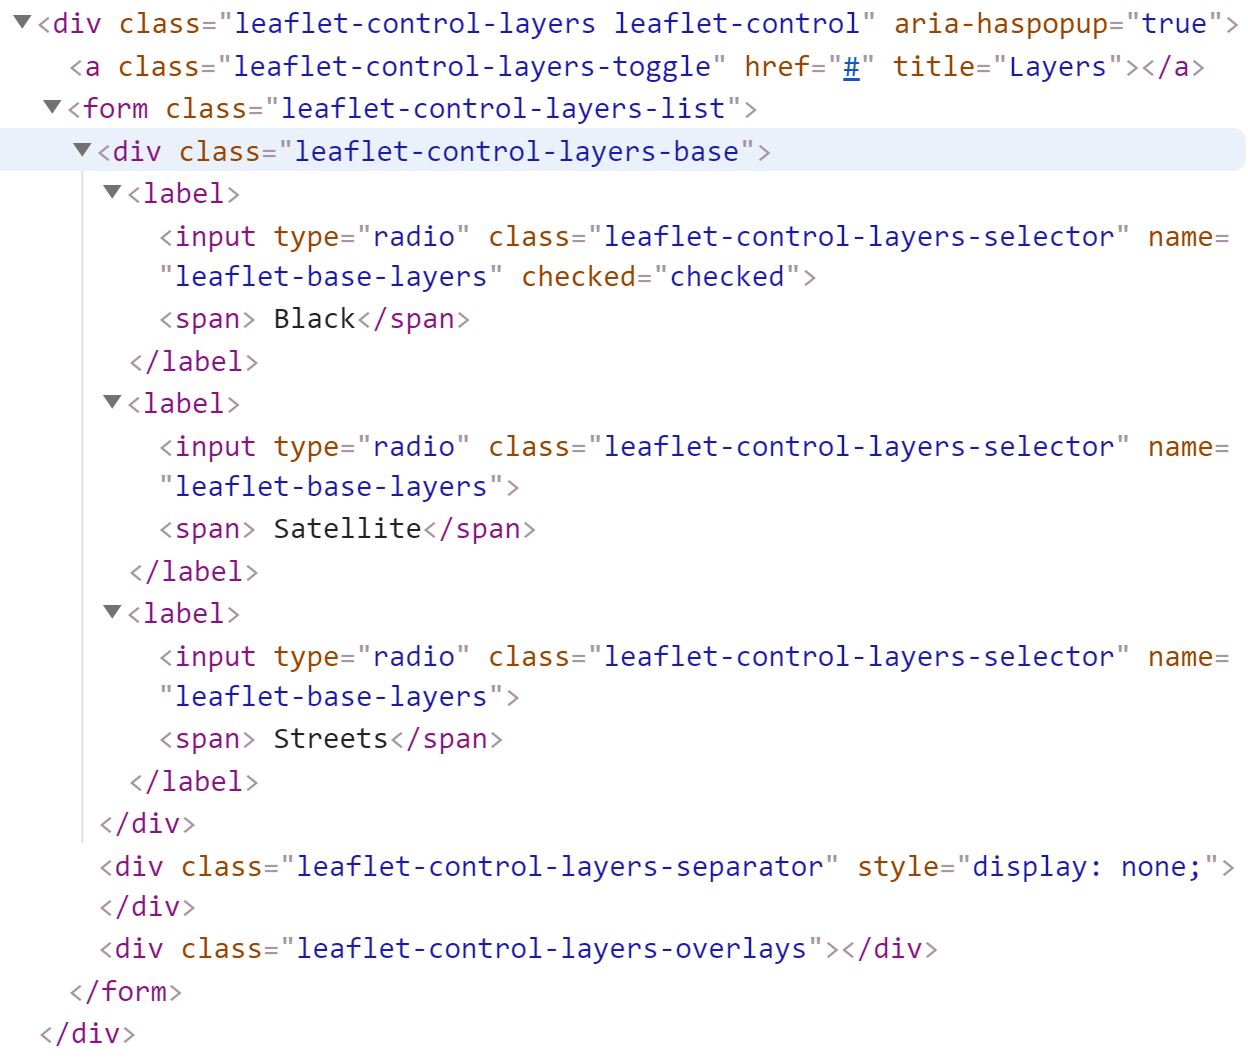 <div class="leaflet-control-layers leaflet-control" aria-haspopup="true">
<a class="leaflet-control-layers-toggle" href="#" title="Layers"></a>
<form class="leaflet-control-layers-list">
<div class="leaflet-control-layers-base">
<label>
<input type="radio" class="leaflet-control-layers-selector" name=
"leaflet-base-layers" checked="checked">
<span> Black</span>
</label>
<label>
<input type="radio" class="leaflet-control-layers-selector" name=
"leaflet-base-layers">
<span> Satellite</span>
</label>
<label>
<input type="radio" class="leaflet-control-layers-selector" name=
"leaflet-base-layers">
<span> Streets</span>
</label>
</div>
<div class="leaflet-control-layers-separator" style="display: none;">
</div>
<div class="leaflet-control-layers-overlays"></div>
</form>
</div>